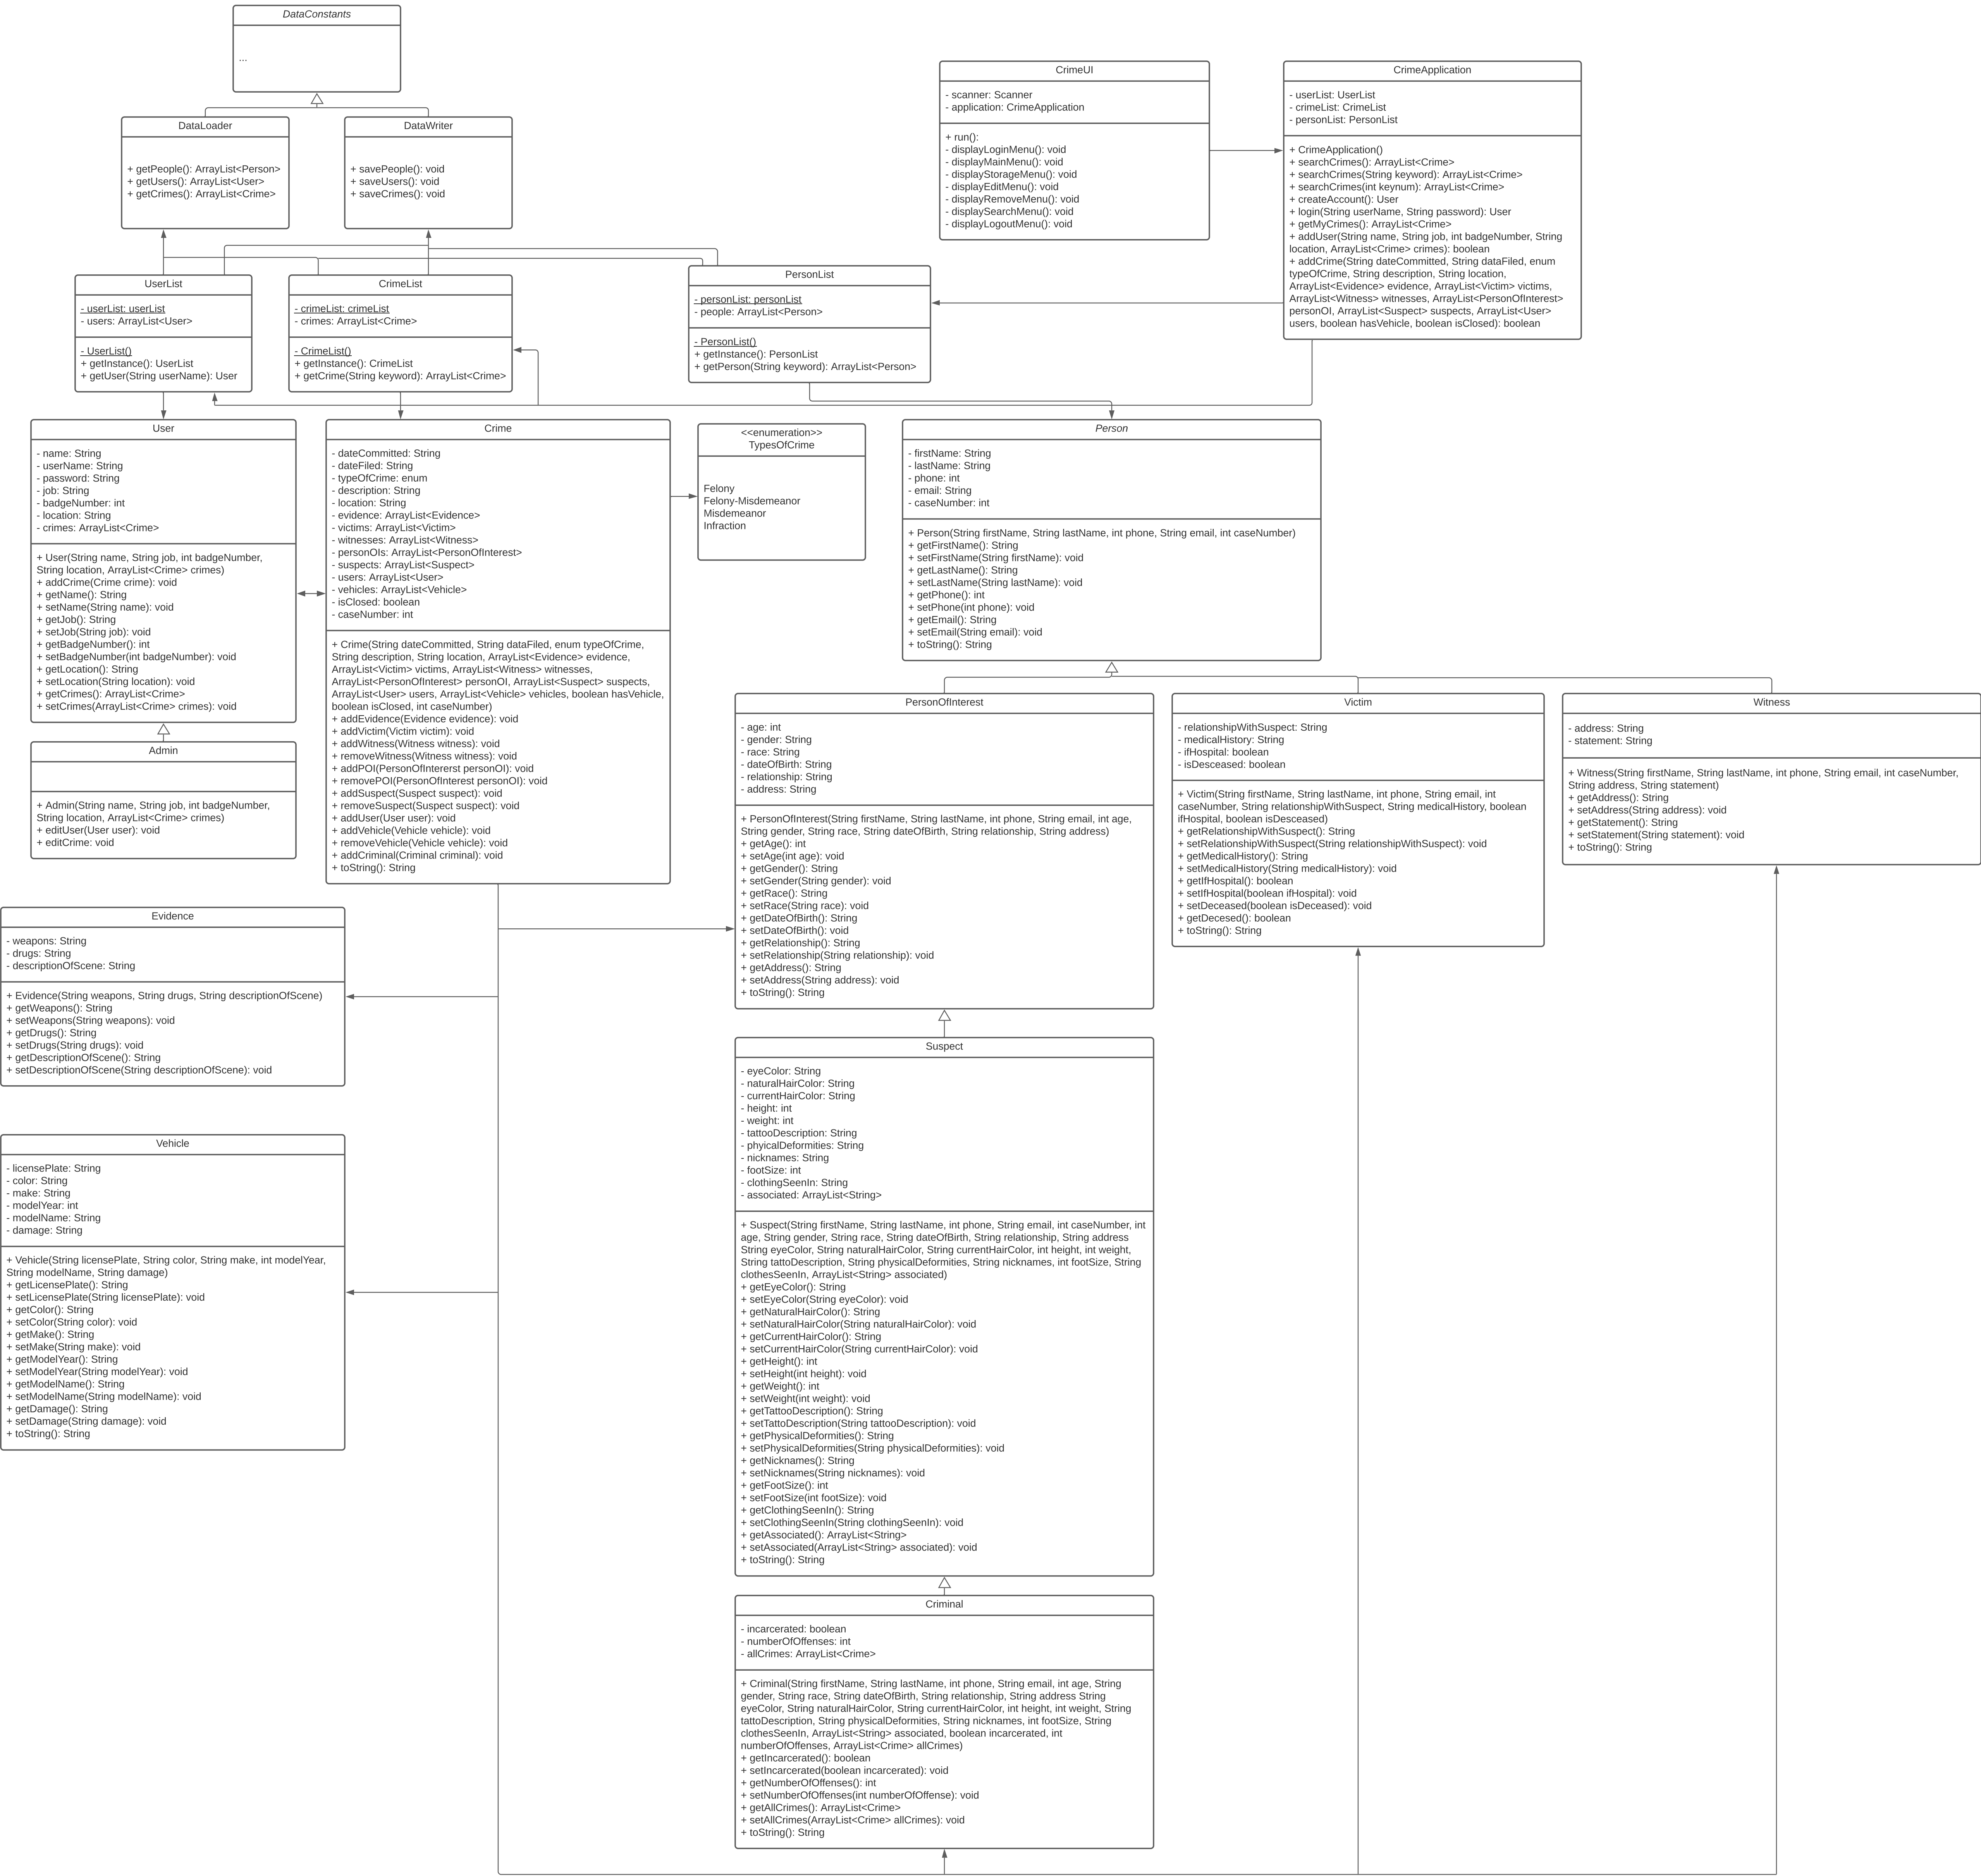 DataConstants
...
DataLoader
+ getPeople(): ArrayList<Person>
+ getUsers(): ArrayList<User>
+ getCrimes(): ArrayList<Crime>
DataWriter
+ savePeople(): void
+ saveUsers(): void
+ saveCrimes(): void
CrimeUI
- scanner: Scanner
- application: CrimeApplication
+ run():
- displayLoginMenu(): void
- displayMainMenu(): void
- displayStorageMenu(): void
- displayEditMenu(): void
- displayRemoveMenu(): void
- displaySearchMenu(): void
- displayLogoutMenu(): void
CrimeApplication
- userList: UserList
- crimeList: CrimeList
- personList: PersonList
+ CrimeApplication()
+ searchCrimes(): ArrayList<Crime>
+ searchCrimes(String keyword): ArrayList<Crime>
+ searchCrimes(int keynum): ArrayList<Crime>
+ createAccount(): User
+ login(String userName, String password): User
+ getMyCrimes(): ArrayList<Crime>
+ addUser(String name, String job, int badgeNumber, String
location, ArrayList<Crime> crimes): boolean
+ addCrime(String dateCommitted, String dataFiled, enum
typeOfCrime, String description, String location,
ArrayList<Evidence> evidence, ArrayList<Victim> victims,
ArrayList<Witness> witnesses, ArrayList<PersonOfInterest>
personOI, ArrayList<Suspect> suspects, ArrayList<User>
users, boolean hasVehicle, boolean isClosed): boolean
UserList
- userList: userList
- users: ArrayList<User>
- UserList()
+ getInstance(): UserList
+ getUser(String userName): User
CrimeList
- crimeList: crimeList
- crimes: ArrayList<Crime>
- CrimeList()
+ getInstance(): CrimeList
+ getCrime(String keyword): ArrayList<Crime>
PersonList
- personList: personList
- people: ArrayList<Person>
- PersonList()
+ getInstance(): PersonList
+ getPerson(String keyword): ArrayList<Person>
User
- name: String
- userName: String
- password: String
- job: String
- badgeNumber: int
- location: String
- crimes: ArrayList<Crime>
+ User(String name, String job, int badgeNumber,
String location, ArrayList<Crime> crimes)
+ addCrime(Crime crime): void
+ getName(): String
+ setName(String name): void
+ getJob(): String
+ setJob(String job): void
+ getBadgeNumber(): int
+ setBadgeNumber(int badgeNumber): void
+ getLocation(): String
+ setLocation(String location): void
+ getCrimes(): ArrayList<Crime>
+ setCrimes(ArrayList<Crime> crimes): void
Crime
- dateCommitted: String
- dateFiled: String
- typeOfCrime: enum
- description: String
- location: String
- evidence: ArrayList<Evidence>
- victims: ArrayList<Victim>
- witnesses: ArrayList<Witness>
- personOIs: ArrayList<PersonOfInterest>
- suspects: ArrayList<Suspect>
- users: ArrayList<User>
- vehicles: ArrayList<Vehicle>
- isClosed: boolean
- caseNumber: int
+ Crime(String dateCommitted, String dataFiled, enum typeOfCrime,
String description, String location, ArrayList<Evidence> evidence,
ArrayList<Victim> victims, ArrayList<Witness> witnesses,
ArrayList<PersonOfInterest> personOI, ArrayList<Suspect> suspects,
ArrayList<User> users, ArrayList<Vehicle> vehicles, boolean hasVehicle,
boolean isClosed, int caseNumber)
+ addEvidence(Evidence evidence): void
+ addVictim(Victim victim): void
+ addWitness(Witness witness): void
+ removeWitness(Witness witness): void
+ addPOI(PersonOfIntererst personOI): void
+ removePOI(PersonOfInterest personOI): void
+ addSuspect(Suspect suspect): void
+ removeSuspect(Suspect suspect): void
+ addUser(User user): void
+ addVehicle(Vehicle vehicle): void
+ removeVehicle(Vehicle vehicle): void
+ addCriminal(Criminal criminal): void
+ toString(): String
<<enumeration>>
TypesOfCrime
Felony
Felony-Misdemeanor
Misdemeanor
Infraction
Person
- firstName: String
- lastName: String
- phone: int
- email: String
- caseNumber: int
+ Person(String firstName, String lastName, int phone, String email, int caseNumber)
+ getFirstName(): String
+ setFirstName(String firstName): void
+ getLastName(): String
+ setLastName(String lastName): void
+ getPhone(): int
+ setPhone(int phone): void
+ getEmail(): String
+ setEmail(String email): void
+ toString(): String
Admin
+ Admin(String name, String job, int badgeNumber,
String location, ArrayList<Crime> crimes)
+ editUser(User user): void
+ editCrime: void
PersonOfInterest
- age: int
- gender: String
- race: String
- dateOfBirth: String
- relationship: String
- address: String
+ PersonOfInterest(String firstName, String lastName, int phone, String email, int age,
String gender, String race, String dateOfBirth, String relationship, String address)
+ getAge(): int
+ setAge(int age): void
+ getGender(): String
+ setGender(String gender): void
+ getRace(): String
+ setRace(String race): void
+ getDateOfBirth(): String
+ setDateOfBirth(): void
+ getRelationship(): String
+ setRelationship(String relationship): void
+ getAddress(): String
+ setAddress(String address): void
+ toString(): String
Victim
- relationshipWithSuspect: String
- medicalHistory: String
- ifHospital: boolean
- isDesceased: boolean
+ Victim(String firstName, String lastName, int phone, String email, int
caseNumber, String relationshipWithSuspect, String medicalHistory, boolean
ifHospital, boolean isDesceased)
+ getRelationshipWithSuspect(): String
+ setRelationshipWithSuspect(String relationshipWithSuspect): void
+ getMedicalHistory(): String
+ setMedicalHistory(String medicalHistory): void
+ getIfHospital(): boolean
+ setIfHospital(boolean ifHospital): void
+ setDeceased(boolean isDeceased): void
+ getDecesed(): boolean
+ toString(): String
Witness
- address: String
- statement: String
+ Witness(String firstName, String lastName, int phone, String email, int caseNumber,
String address, String statement)
+ getAddress(): String
+ setAddress(String address): void
+ getStatement(): String
+ setStatement(String statement): void
+ toString(): String
Evidence
- weapons: String
- drugs: String
- descriptionOfScene: String
+ Evidence(String weapons, String drugs, String descriptionOfScene)
+ getWeapons(): String
+ setWeapons(String weapons): void
+ getDrugs(): String
+ setDrugs(String drugs): void
+ getDescriptionOfScene(): String
+ setDescriptionOfScene(String descriptionOfScene): void
Vehicle
- licensePlate: String
- color: String
- make: String
- modelYear: int
- modelName: String
- damage: String
+ Vehicle(String licensePlate, String color, String make, int modelYear,
String modelName, String damage)
+ getLicensePlate(): String
+ setLicensePlate(String licensePlate): void
+ getColor(): String
+ setColor(String color): void
+ getMake(): String
+ setMake(String make): void
+ getModelYear(): String
+ setModelYear(String modelYear): void
+ getModelName(): String
+ setModelName(String modelName): void
+ getDamage(): String
+ setDamage(String damage): void
+ toString(): String
Suspect
- eyeColor: String
- naturalHairColor: String
- currentHairColor: String
- height: int
- weight: int
- tattooDescription: String
- phyicalDeformities: String
- nicknames: String
- footSize: int
- clothingSeenIn: String
- associated: ArrayList<String>
+ Suspect(String firstName, String lastName, int phone, String email, int caseNumber, int
age, String gender, String race, String dateOfBirth, String relationship, String address
String eyeColor, String naturalHairColor, String currentHairColor, int height, int weight,
String tattoDescription, String physicalDeformities, String nicknames, int footSize, String
clothesSeenIn, ArrayList<String> associated)
+ getEyeColor(): String
+ setEyeColor(String eyeColor): void
+ getNaturalHairColor(): String
+ setNaturalHairColor(String naturalHairColor): void
+ getCurrentHairColor(): String
+ setCurrentHairColor(String currentHairColor): void
+ getHeight(): int
+ setHeight(int height): void
+ getWeight(): int
+ setWeight(int weight): void
+ getTattooDescription(): String
+ setTattoDescription(String tattooDescription): void
+ getPhysicalDeformities(): String
+ setPhysicalDeformities(String physicalDeformities): void
+ getNicknames(): String
+ setNicknames(String nicknames): void
+ getFootSize(): int
+ setFootSize(int footSize): void
+ getClothingSeenIn(): String
+ setClothingSeenIn(String clothingSeenIn): void
+ getAssociated(): ArrayList<String>
+ setAssociated(ArrayList<String> associated): void
+ toString(): String
Criminal
- incarcerated: boolean
- numberOfOffenses: int
- allCrimes: ArrayList<Crime>
+ Criminal(String firstName, String lastName, int phone, String email, int age, String
gender, String race, String dateOfBirth, String relationship, String address String
eyeColor, String naturalHairColor, String currentHairColor, int height, int weight, String
tattoDescription, String physicalDeformities, String nicknames, int footSize, String
clothesSeenIn, ArrayList<String> associated, boolean incarcerated, int
numberOfOffenses, ArrayList<Crime> allCrimes)
+ getIncarcerated(): boolean
+ setIncarcerated(boolean incarcerated): void
+ getNumberOfOffenses(): int
+ setNumberOfOffenses(int numberOfOffense): void
+ getAllCrimes(): ArrayList<Crime>
+ setAllCrimes(ArrayList<Crime> allCrimes): void
+ toString(): String